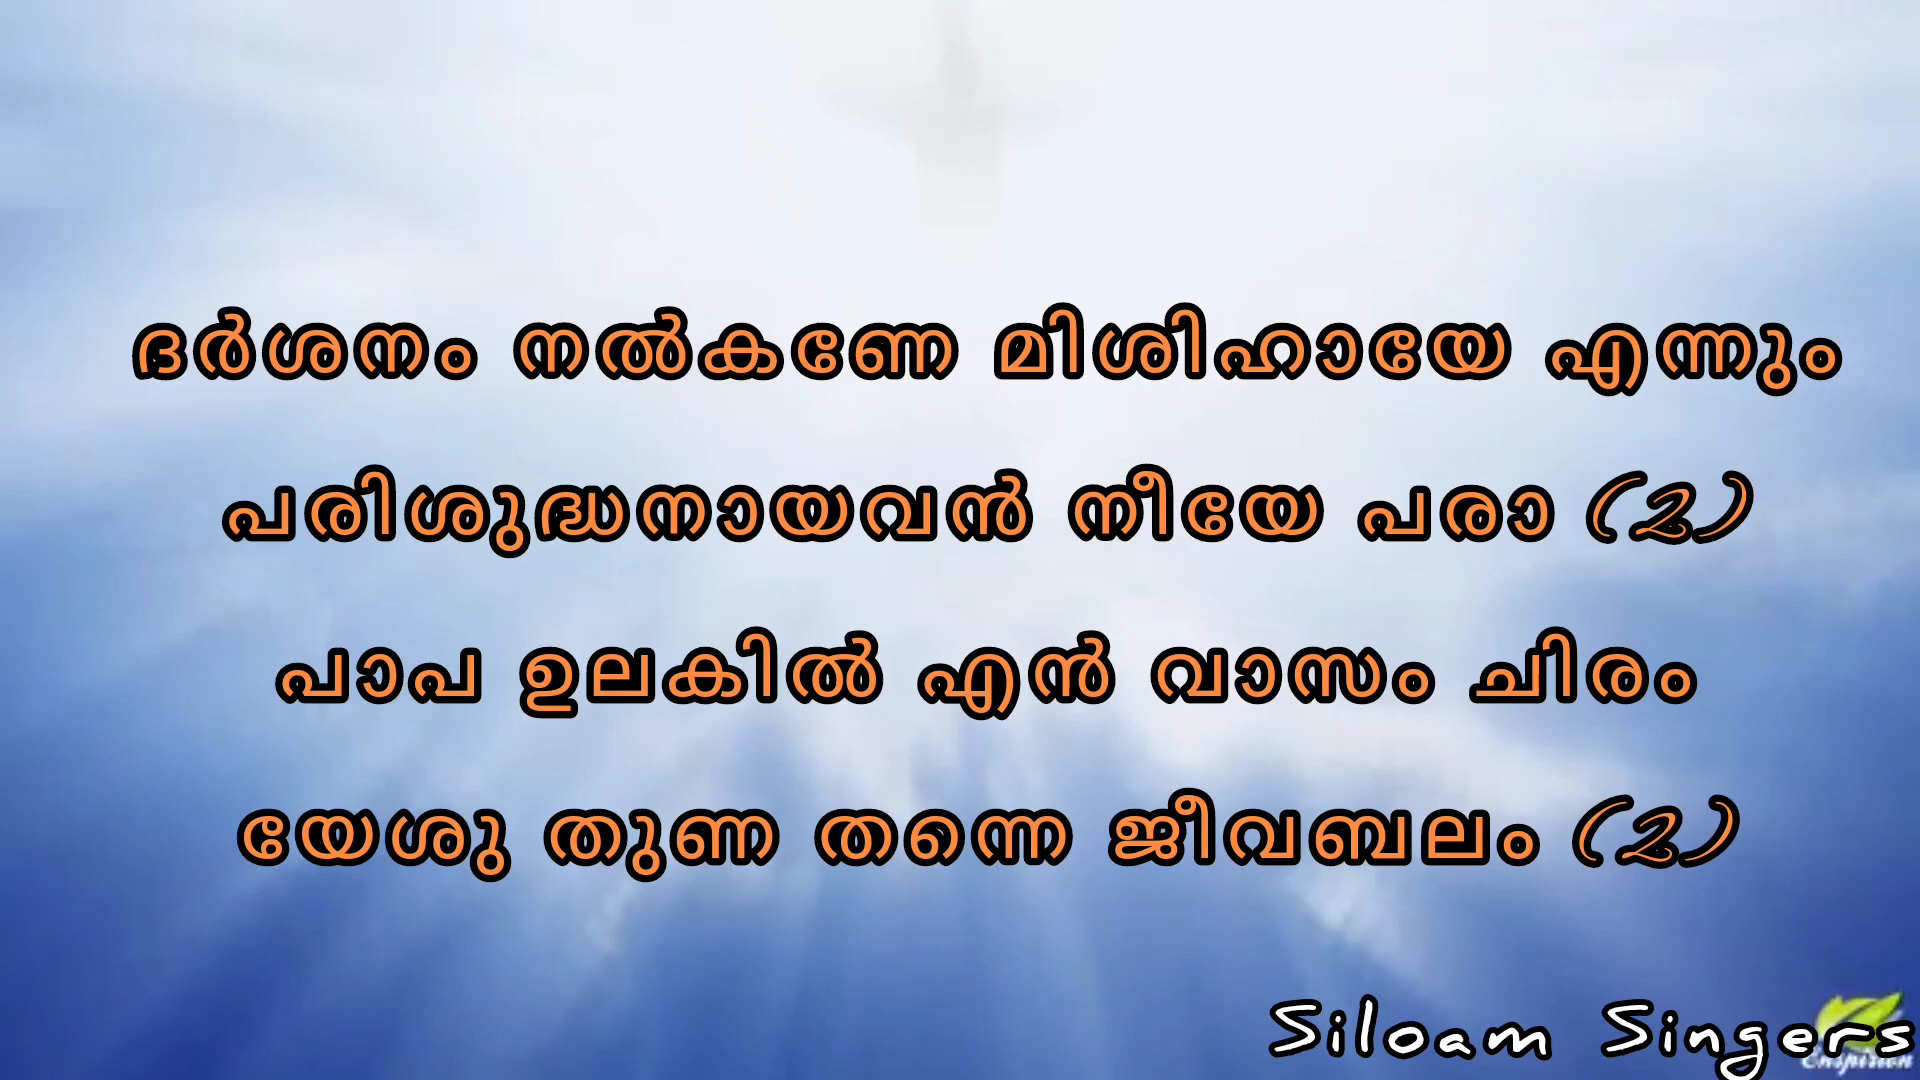 ദർശനം നൽകണേ മിശിഹായേ എന്നും
പരിശുദ്ധനായവൻ നീയേ പരാ (2)
പാപ ഉലകിൽ എൻ വാസം ചിരം
യേശു തുണ തന്നെ ജീവബലം (2)
Siloam Singers